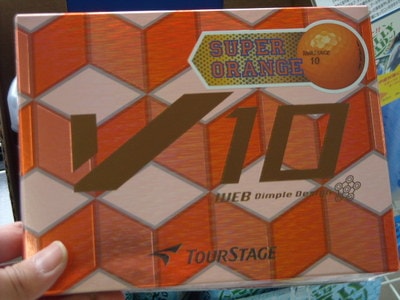 SUPER
ORANGE
TOURSTAGE
10
V10
WEB Dimple Design
TOURSTAGE